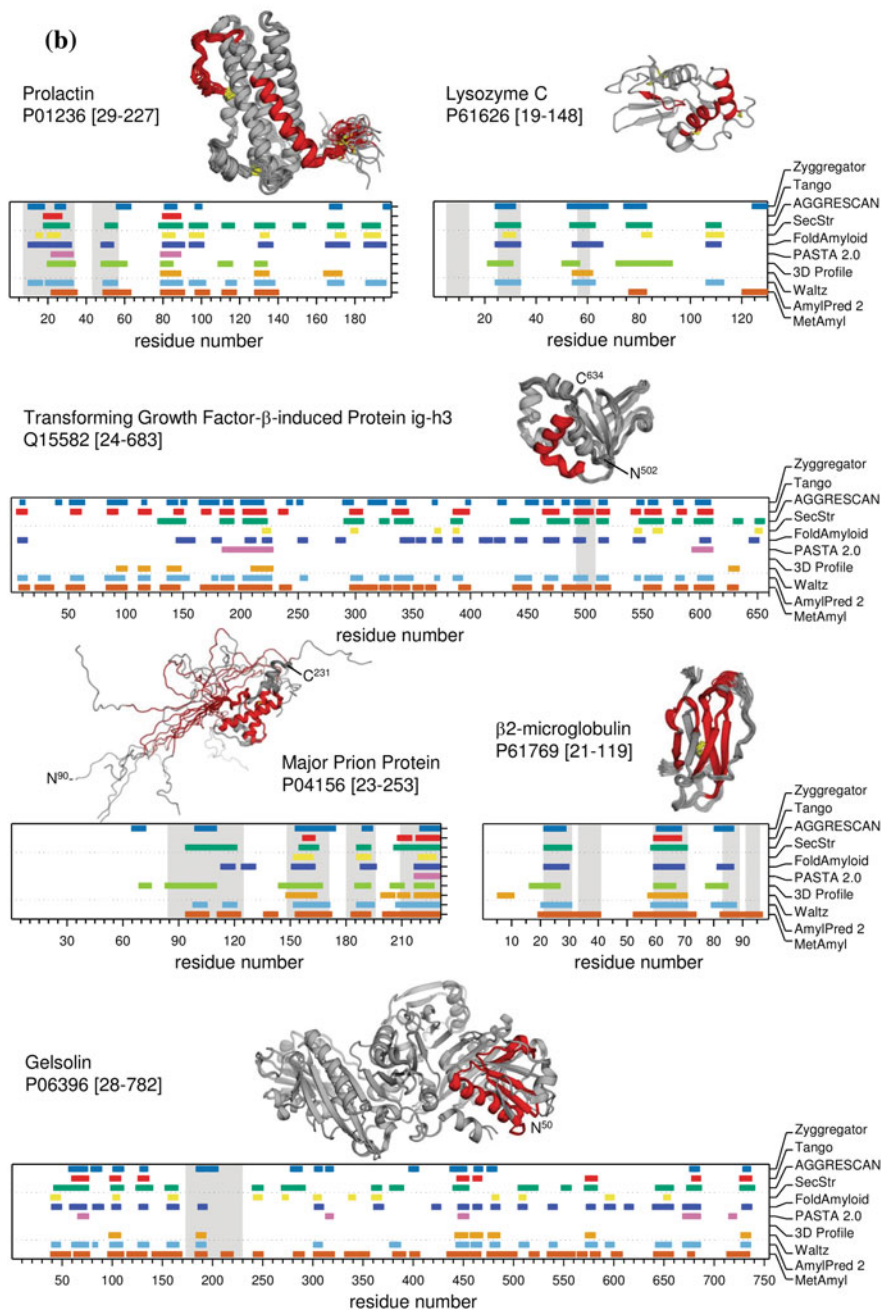 (b)
Prolactin
P01236 [29-227]
Lysozyme C
P61626 [19-148]
Zyggregator
Tango
AGGRESCAN
SecStr
FoldAmyloid
PASTA 2.0
3D Profile
Waltz
AmylPred 2
MetAmyl
20 40 60 80 100 120 140 160 180
residue number
20 40 60 80 100 120
residue number
Transforming Growth Factor-β-induced Protein ig-h3
Q15582 [24-683]
C634
N502
Zyggregator
Tango
AGGRESCAN
SecStr
FoldAmyloid
PASTA 2.0
3D Profile
Waltz
AmylPred 2
MetAmyl
50 100 150 200 250 300 350 400 450 500 550 600 650
residue number
C231
N90
Major Prion Protein
P04156 [23-253]
β2-microglobulin
P61769 [21-119]
Zyggregator
Tango
AGGRESCAN
SecStr
FoldAmyloid
PASTA 2.0
3D Profile
Waltz
AmylPred 2
MetAmyl
30 60 90 120 150 180 210
residue number
10 20 30 40 50 60 70 80 90
residue number
Gelsolin
P06396 [28-782]
N50
Zyggregator
Tango
AGGRESCAN
SecStr
FoldAmyloid
PASTA 2.0
3D Profile
Waltz
AmylPred 2
MetAmyl
50 100 150 200 250 300 350 400 450 500 550 600 650 700 750
residue number